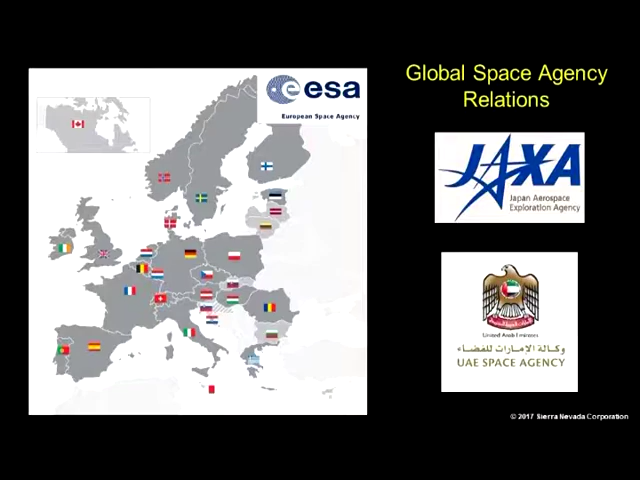 esa
European Space Agency
Global Space Agency
Relations
JAXA
Japan Aerospace
Exploration Agency
United Arab Emirates
وكالة الإمارات للفضاء
UAE SPACE AGENCY
© 2017 Sierra Nevada Corporation